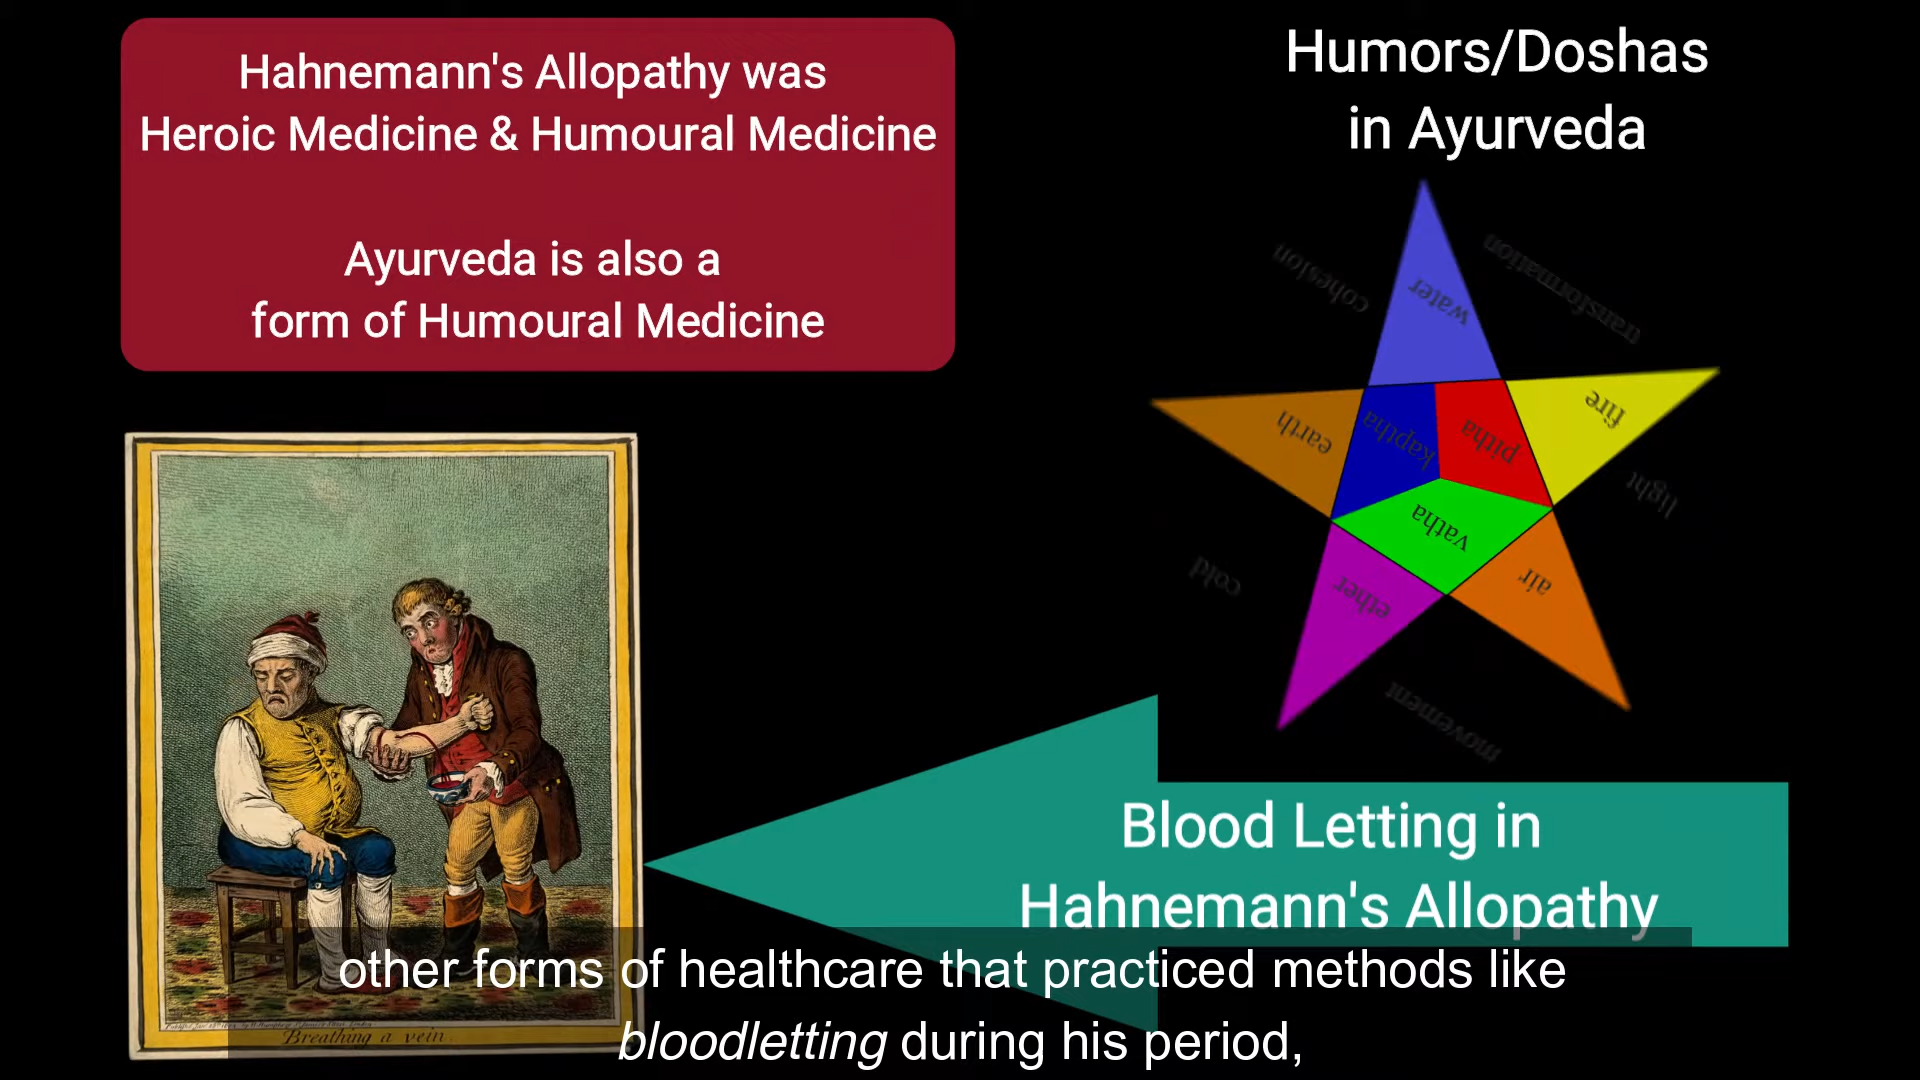 Hahnemann's Allopathy was
Heroic Medicine & Humoural Medicine
Ayurveda is also a
form of Humoural Medicine
Humors/Doshas
in Ayurveda
cohesion
transformation
water
earth
kaptha
pitha
fire
light
vatha
cold
ether
air
movement
Blood Letting in
Hahnemann's Allopathy
Breathing a vein.
other forms of healthcare that practiced methods like
bloodletting during his period,